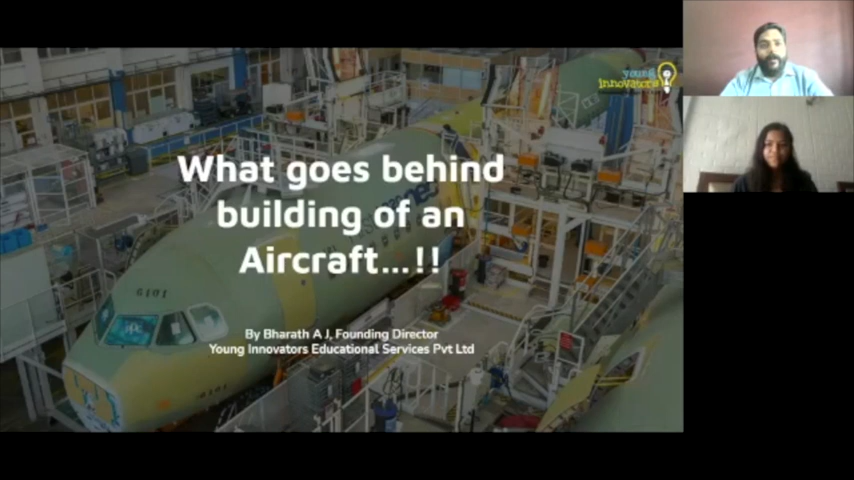 young
innovators
What goes behind
building of an
Aircraft...!!
By Bharath A J, Founding Director
Young Innovators Educational Services Pvt Ltd